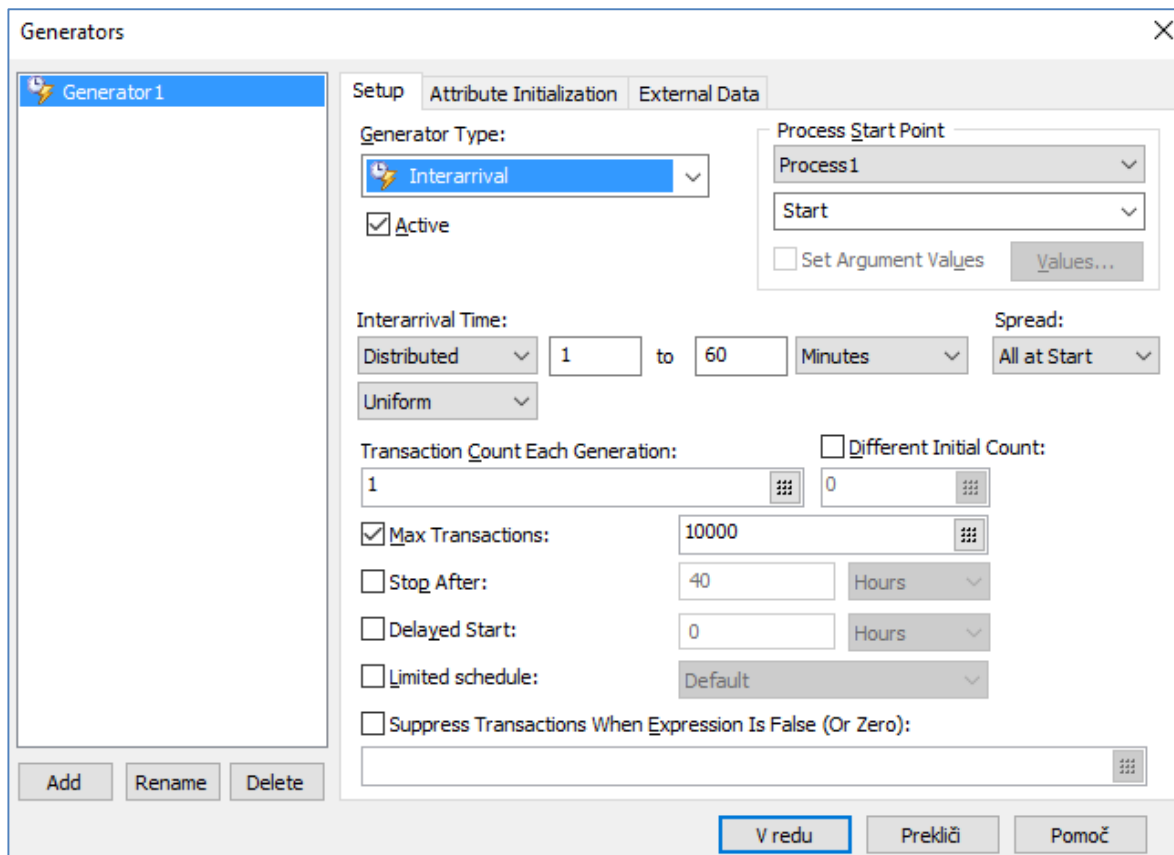 Generators
Generator1
Setup Attribute Initialization External Data
Generator Type:
Interarrival
Active
Process Start Point
Process1
Start
Set Argument Values Values...
Interarrival Time:
Spread:
Distributed 1 to 60 Minutes All at Start
Uniform
Transaction Count Each Generation:
Different Initial Count:
1 0
Max Transactions: 10000
Stop After: 40 Hours
Delayed Start: 0 Hours
Limited schedule: Default
Suppress Transactions When Expression Is False (Or Zero):
Add Rename Delete
V redu Prekliči Pomoč